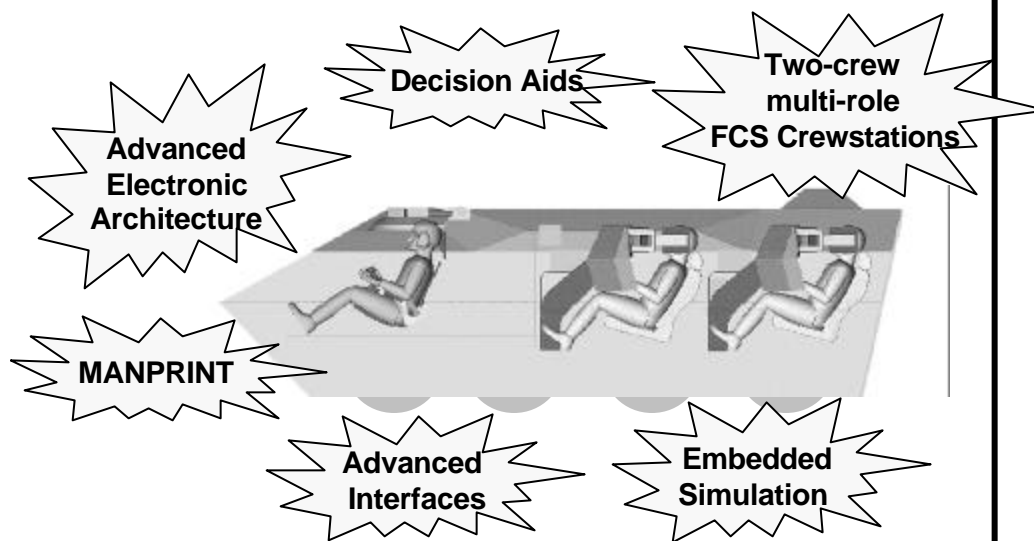 Decision Aids
Two-crew
multi-role
FCS Crewstations
Advanced
Electronic
Architecture
MANPRINT
Advanced
Interfaces
Embedded
Simulation